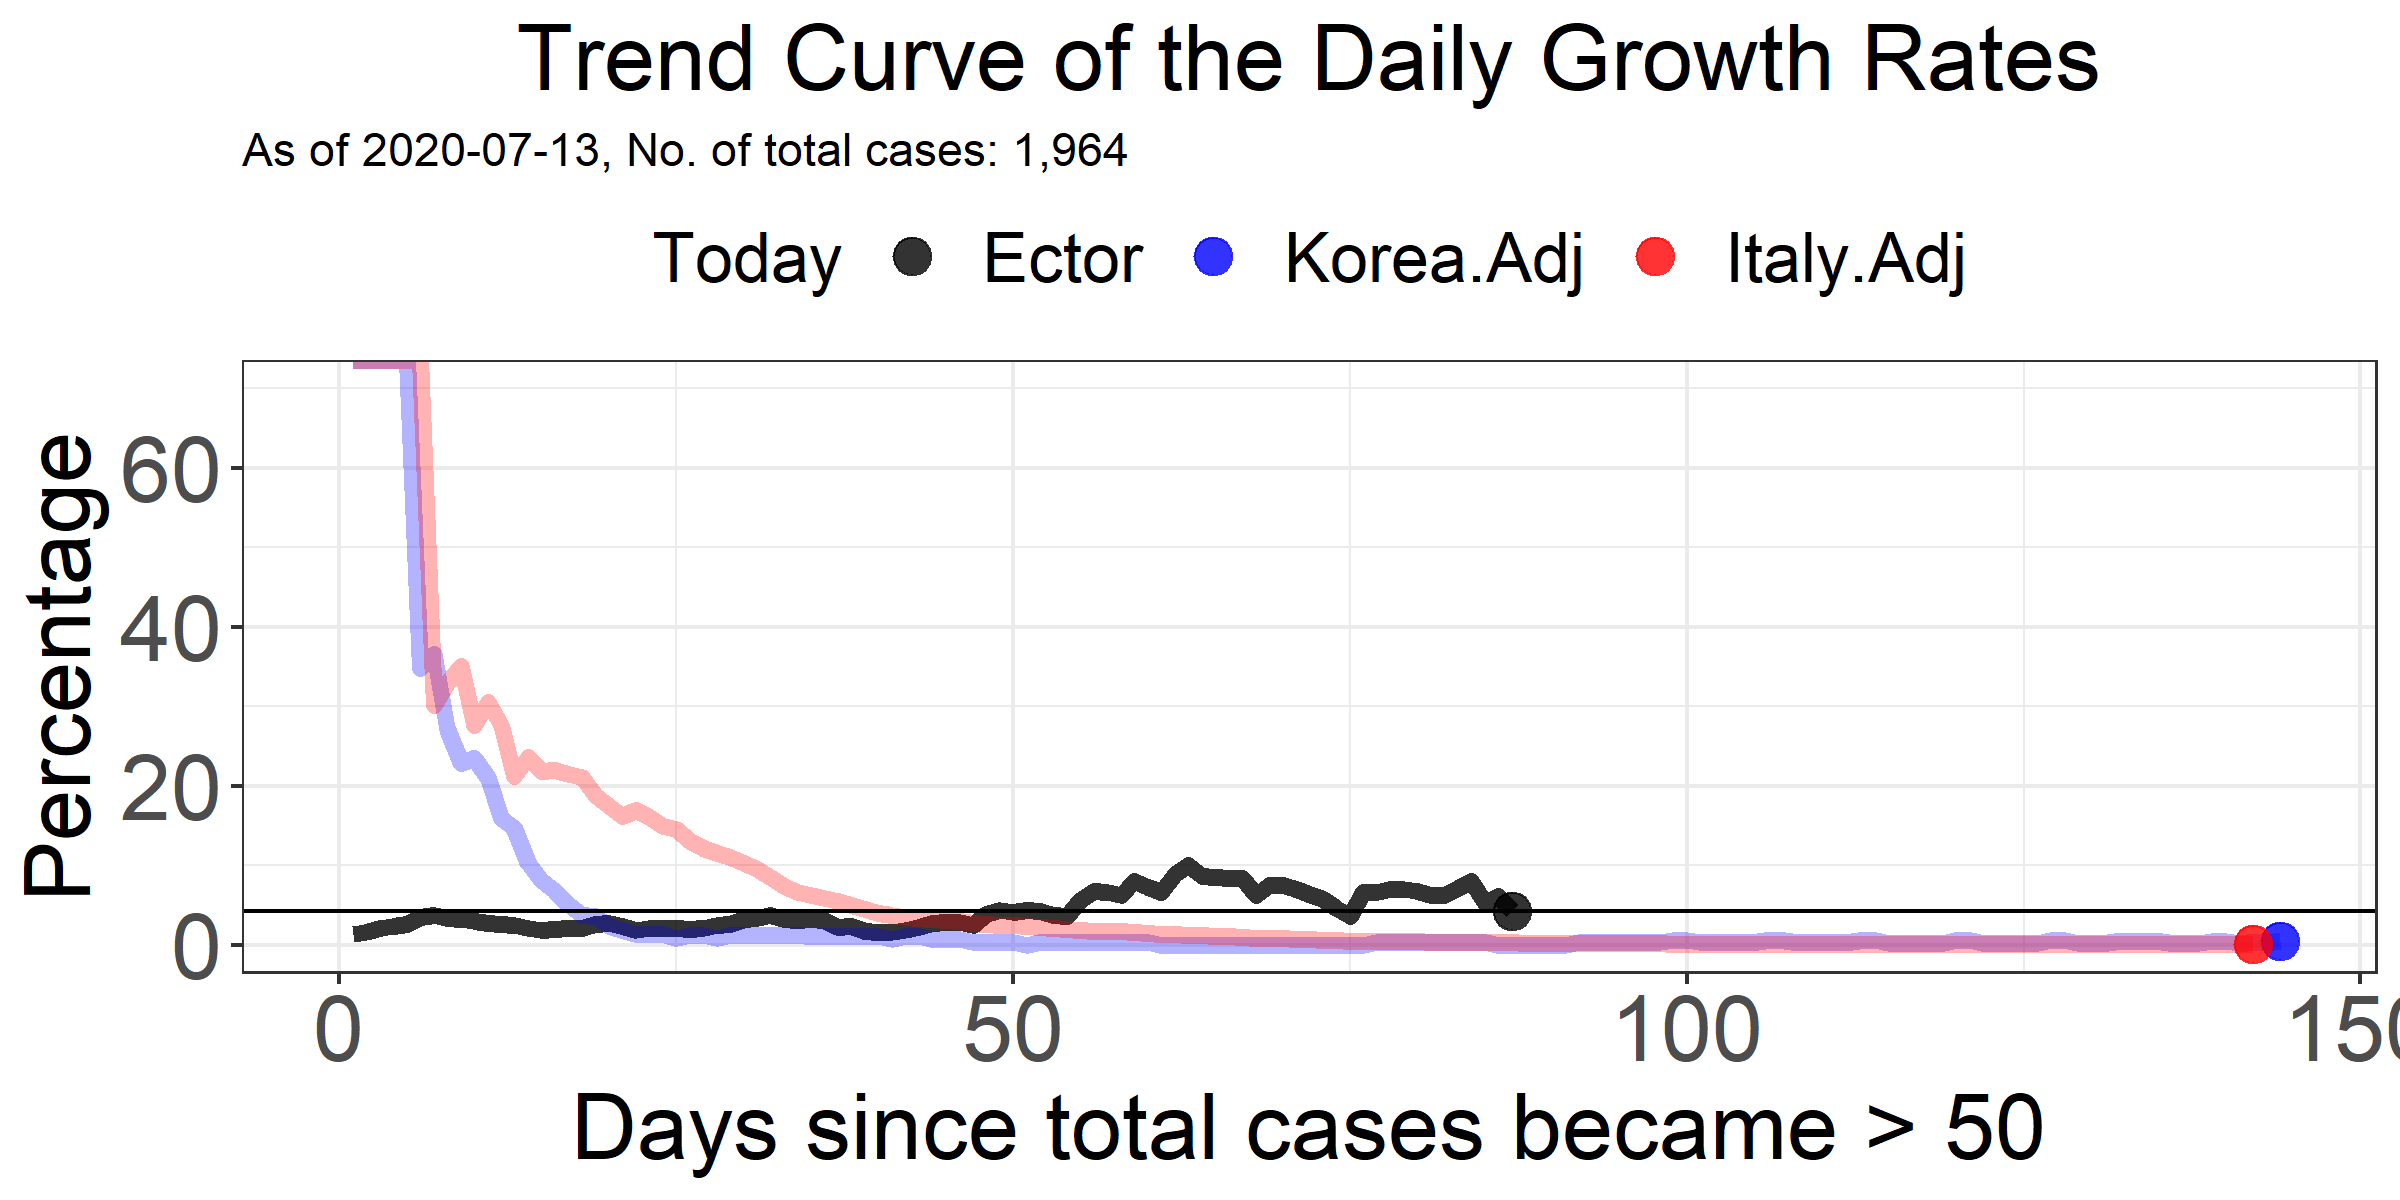 Trend Curve of the Daily Growth Rates
As of 2020-07-13, No. of total cases: 1,964
Today Ector Korea.Adj Italy.Adj
Percentage
60
40
20
0
0 50 100 150
Days since total cases became > 50